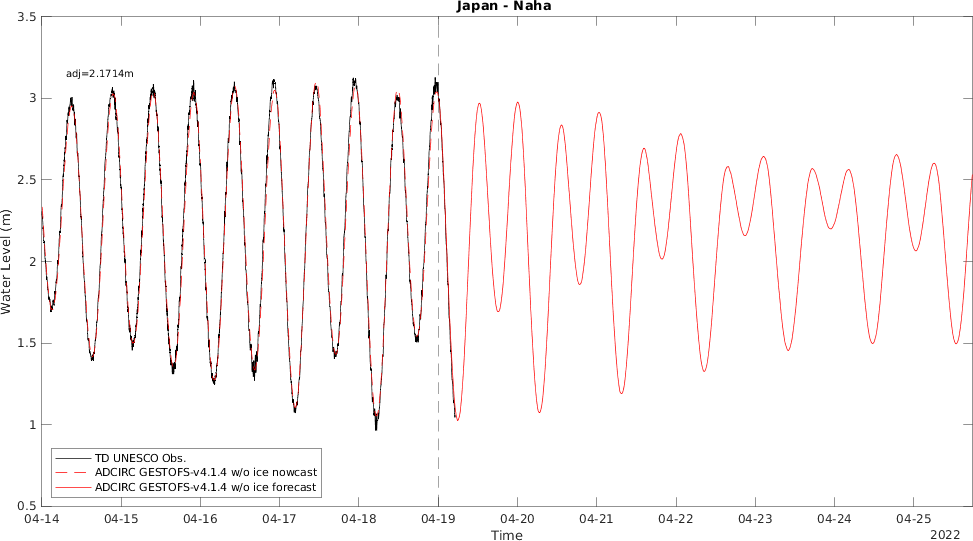 Japan - Naha
3.5
3
2.5
2
1.5
1
0.5
Water Level (m)
adj=2.1714m
TD UNESCO Obs.
ADCIRC GESTOFS-v4.1.4 w/o ice nowcast
ADCIRC GESTOFS-v4.1.4 w/o ice forecast
04-14 04-15 04-16 04-17 04-18 04-19 04-20 04-21 04-22 04-23 04-24 04-25
Time
2022